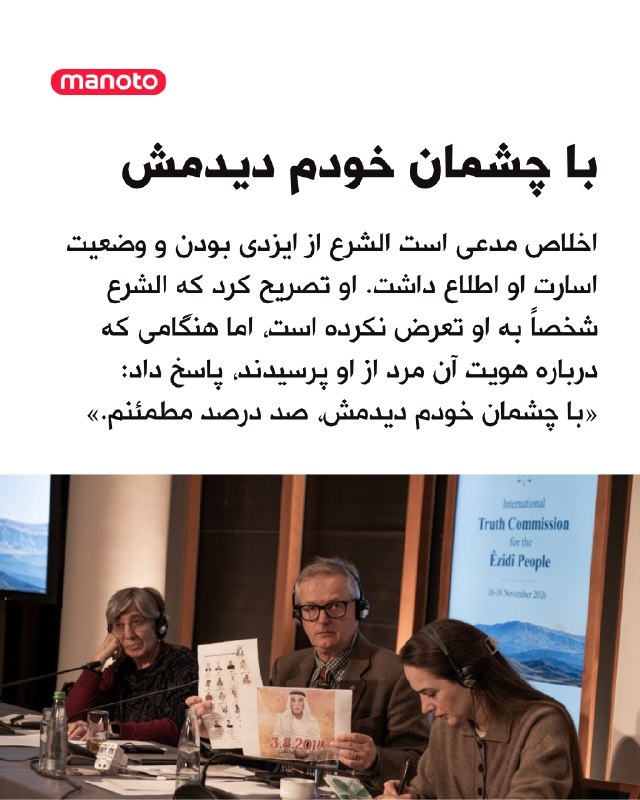 manoto
با چشمان خودم دیدمش
اخلاص مدعی است الشرع از ایزدی بودن و وضعیت
اسارت او اطلاع داشت. او تصریح کرد که الشرع
شخصاً به او تعرض نکرده است، اما هنگامی که
درباره هویت آن مرد از او پرسیدند، پاسخ داد:
«با چشمان خودم دیدمش، صد درصد مطمئنم.»
International
Truth Commission
for the
Êzîdî People
16-18 November 2026
3.8.2014